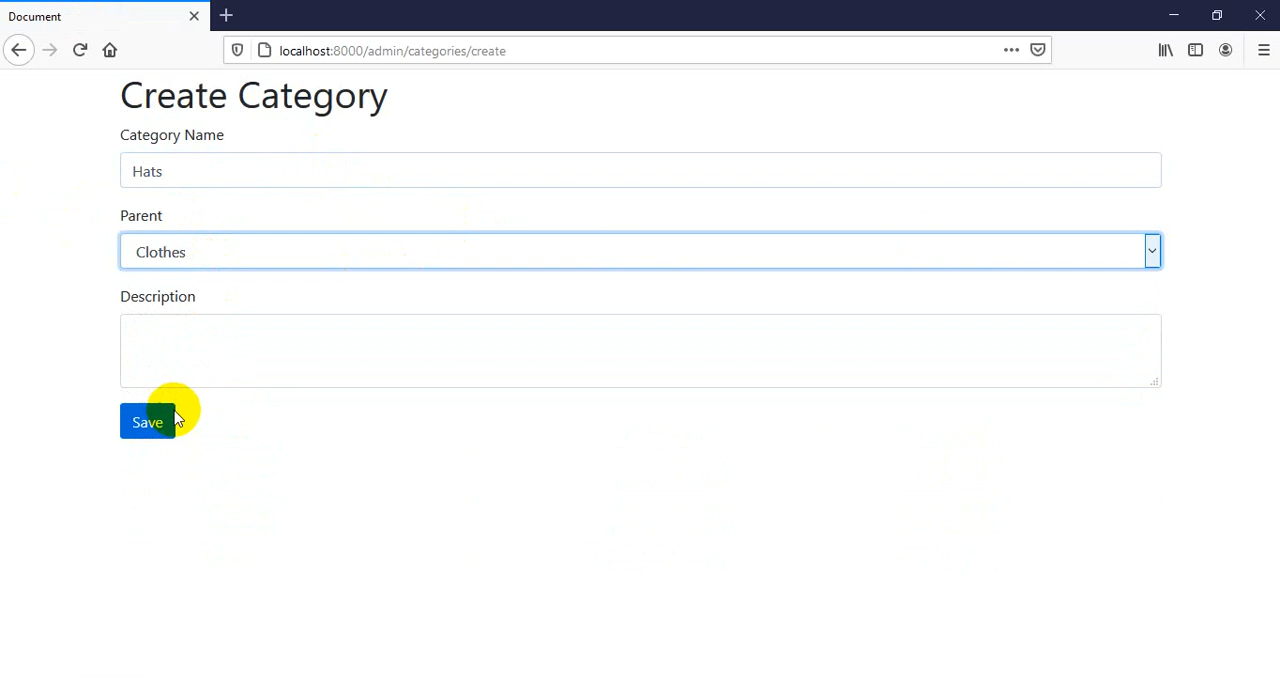 Document
localhost:8000/admin/categories/create
Create Category
Category Name
Hats
Parent
Clothes
Description
Save